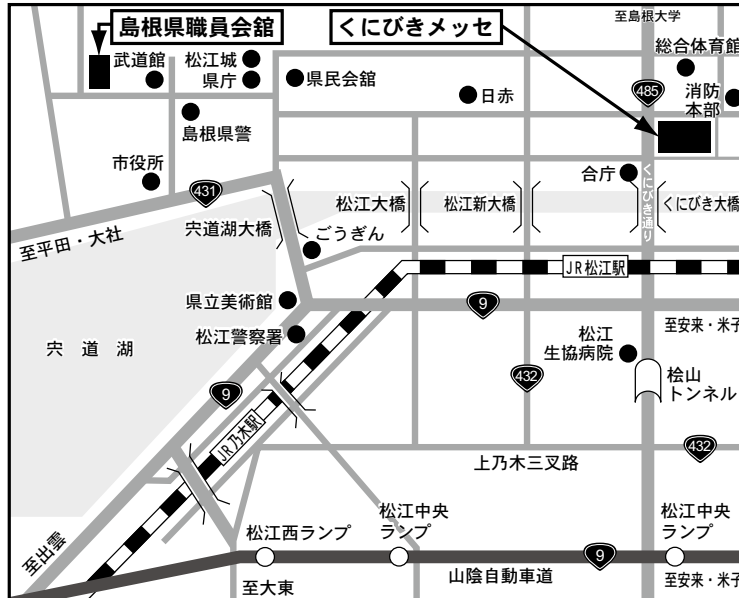 島根県職員会舘
くにびきメッセ
至島根大学
総合体育館
武道館
松江城
県庁
県民会舘
日赤
485
消防
本部
島根県警
市役所
431
合庁
くにびき通り
松江大橋
松江新大橋
くにびき大橋
宍道湖大橋
ごうぎん
至平田・大社
JR松江駅
県立美術館
9
松江警察署
松江
生協病院
至安来・米子
宍道湖
432
桧山
トンネル
9
JR乃木駅
432
上乃木三叉路
松江西ランプ
松江中央
ランプ
松江中央
ランプ
至出雲
9
至大東
山陰自動車道
至安来・米子